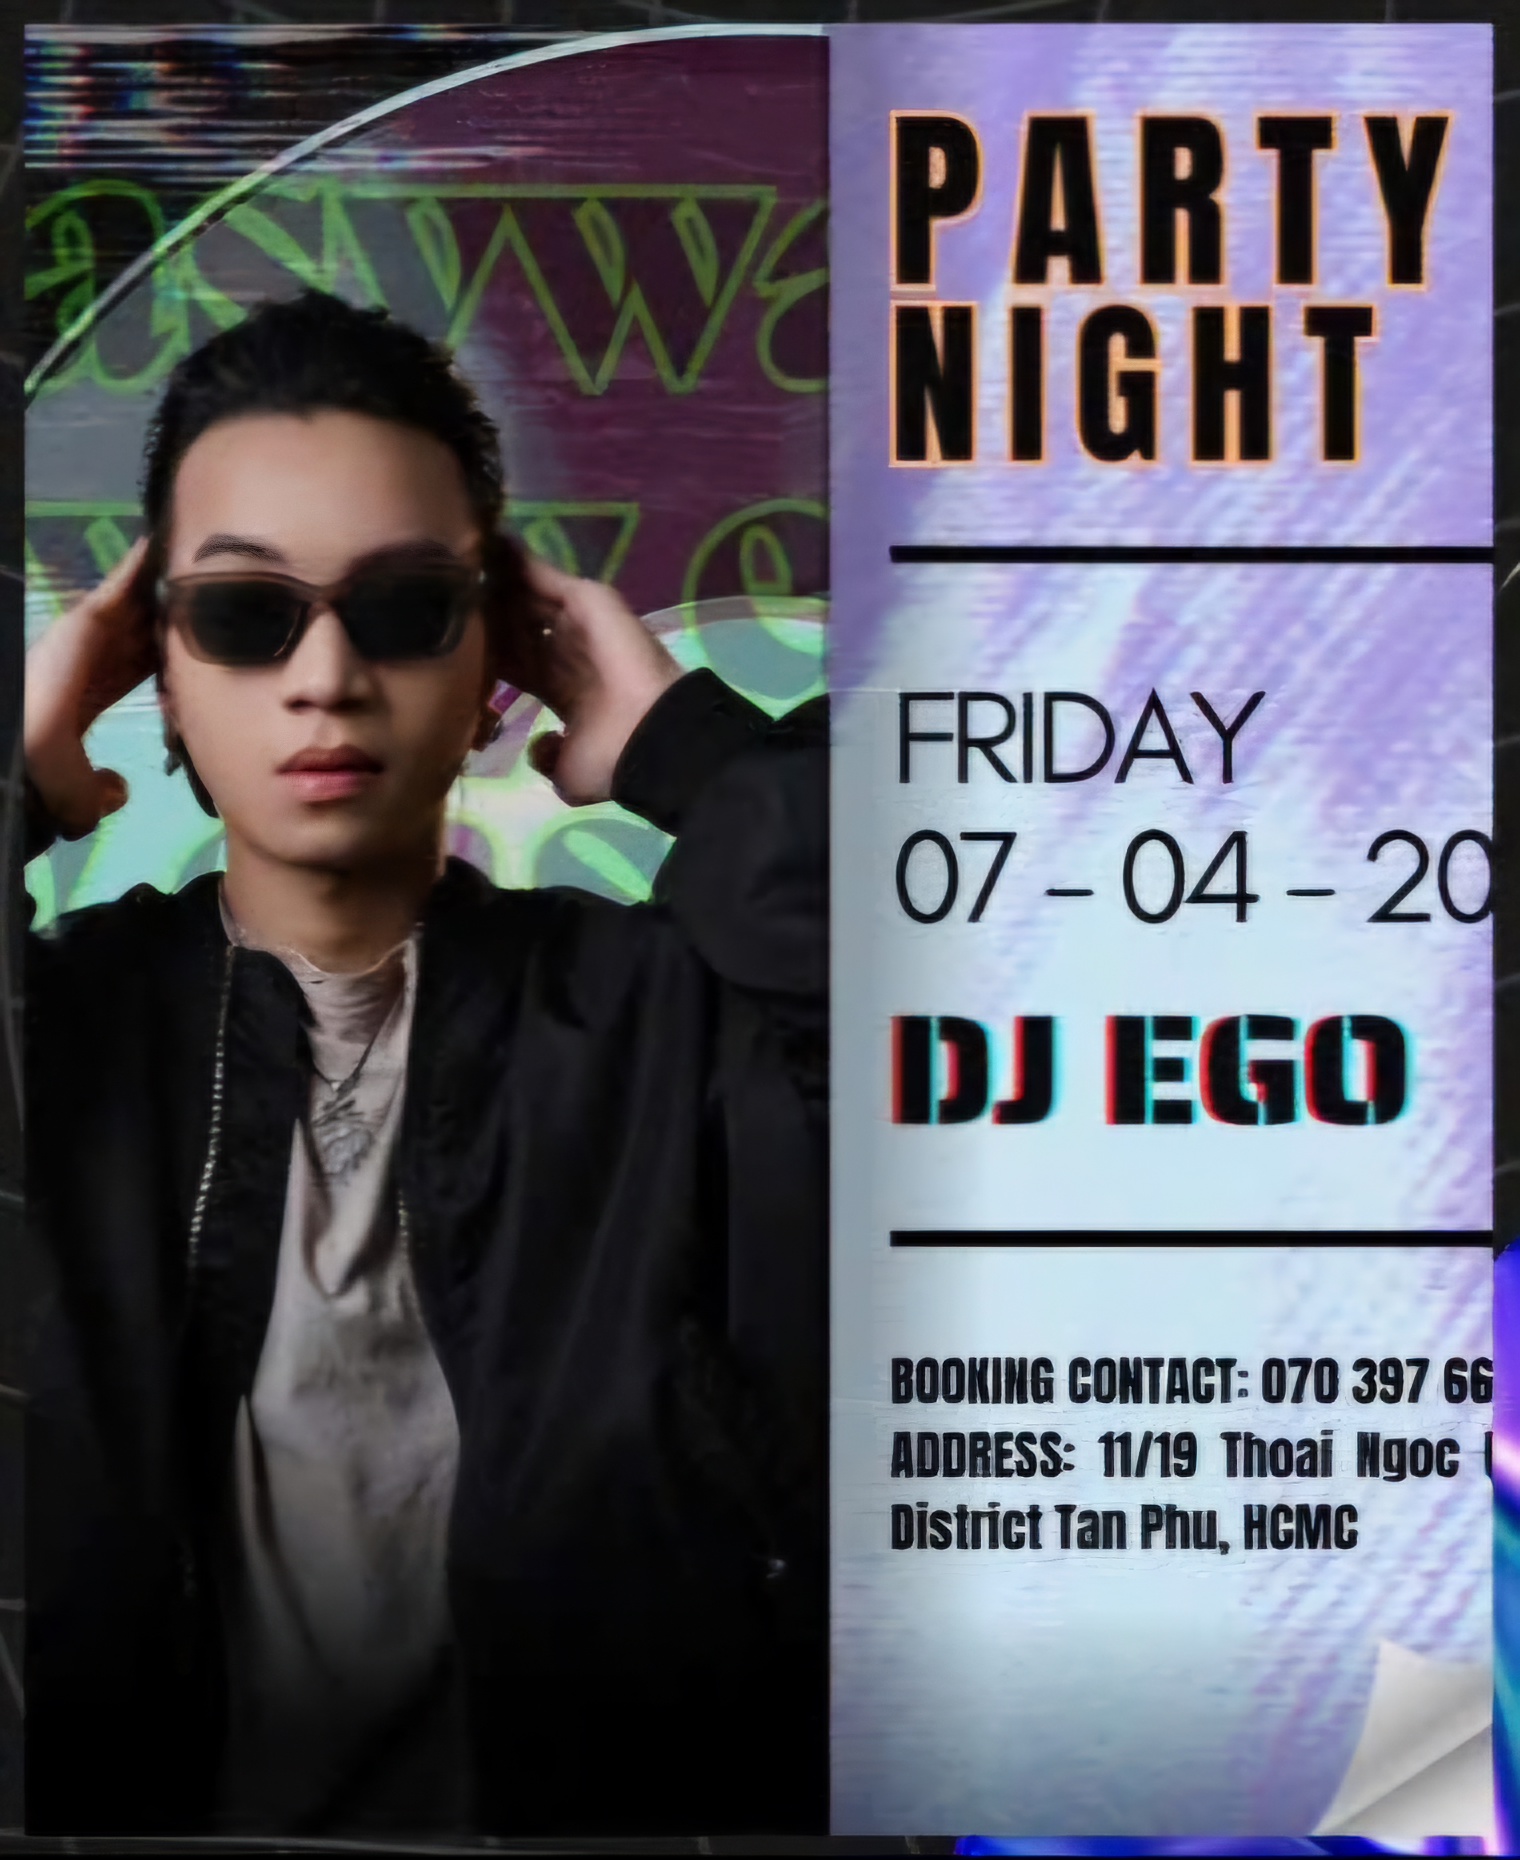 PARTY
NIGHT
FRIDAY
07 – 04 – 20
DJ EGO
BOOKING CONTACT: 070 397 66
ADDRESS: 11/19 Thoai Ngoc
District Tan Phu, HCMC